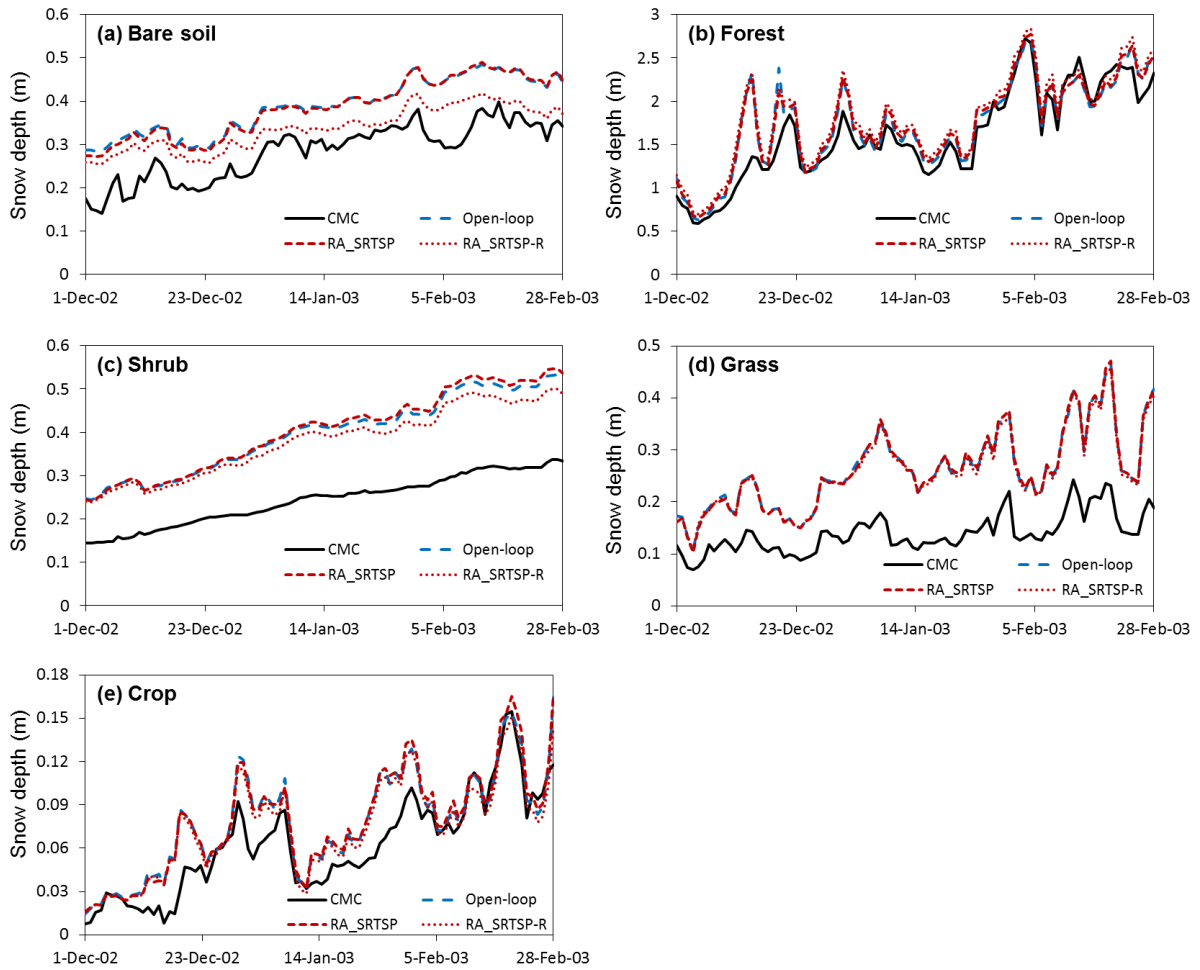 (a) Bare soil
Snow depth (m)
0.6
0.5
0.4
0.3
0.2
0.1
0
CMC
Open-loop
RA_SRTSP
RA_SRTSP-R
1-Dec-02
23-Dec-02
14-Jan-03
5-Feb-03
28-Feb-03
(b) Forest
Snow depth (m)
3
2.5
2
1.5
1
0.5
0
CMC
Open-loop
RA_SRTSP
RA_SRTSP-R
1-Dec-02
23-Dec-02
14-Jan-03
5-Feb-03
28-Feb-03
(c) Shrub
Snow depth (m)
0.6
0.5
0.4
0.3
0.2
0.1
0
CMC
Open-loop
RA_SRTSP
RA_SRTSP-R
1-Dec-02
23-Dec-02
14-Jan-03
5-Feb-03
28-Feb-03
(d) Grass
Snow depth (m)
0.5
0.4
0.3
0.2
0.1
0
CMC
Open-loop
RA_SRTSP
RA_SRTSP-R
1-Dec-02
23-Dec-02
14-Jan-03
5-Feb-03
28-Feb-03
(e) Crop
Snow depth (m)
0.18
0.15
0.12
0.09
0.06
0.03
0
CMC
Open-loop
RA_SRTSP
RA_SRTSP-R
1-Dec-02
23-Dec-02
14-Jan-03
5-Feb-03
28-Feb-03